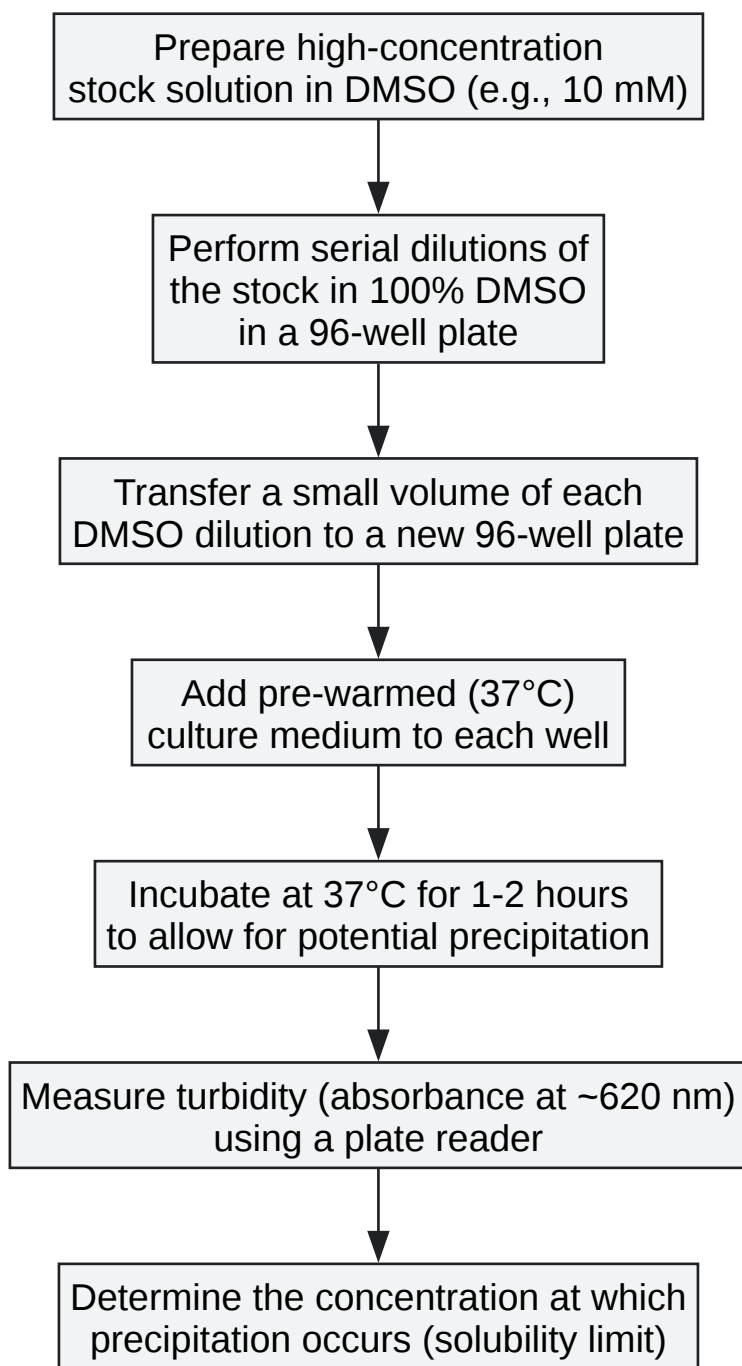 Prepare high-concentration
stock solution in DMSO (e.g., 10 mM)
Perform serial dilutions of
the stock in 100% DMSO
in a 96-well plate
Transfer a small volume of each
DMSO dilution to a new 96-well plate
Add pre-warmed (37°C)
culture medium to each well
Incubate at 37°C for 1-2 hours
to allow for potential precipitation
Measure turbidity (absorbance at ~620 nm)
using a plate reader
Determine the concentration at which
precipitation occurs (solubility limit)